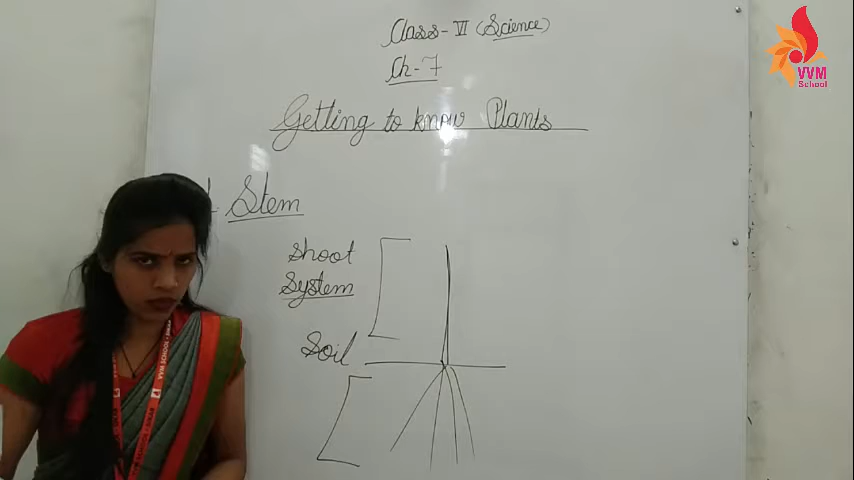 Class - VI (Science)
Ch - 7
Getting to know Plants
Stem
Shoot
System
Soil
VVM
School